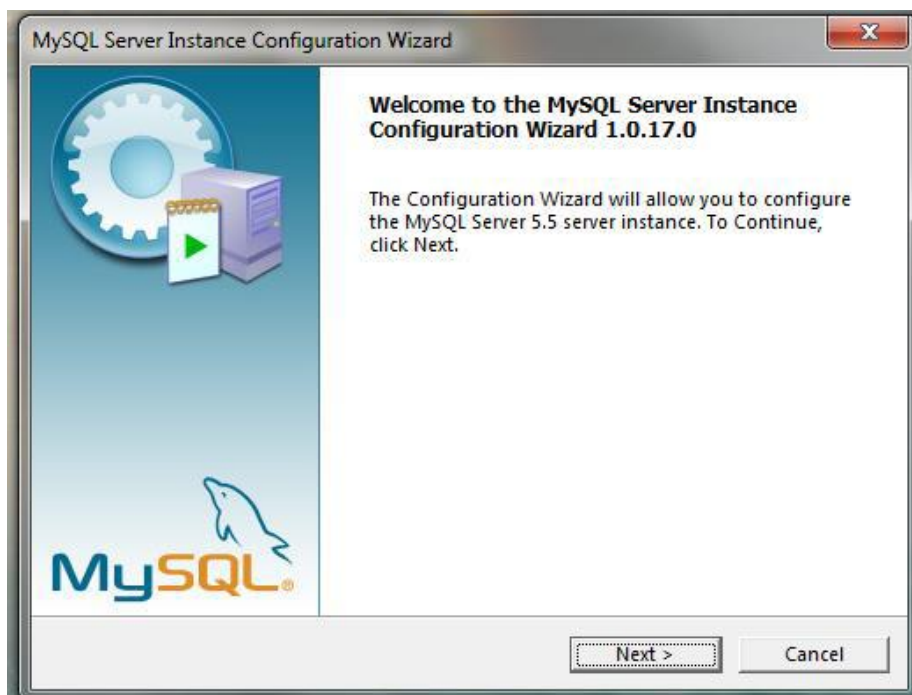 MySQL Server Instance Configuration Wizard
Welcome to the MySQL Server Instance
Configuration Wizard 1.0.17.0
The Configuration Wizard will allow you to configure
the MySQL Server 5.5 server instance. To Continue,
click Next.
MySQL®
Next >
Cancel